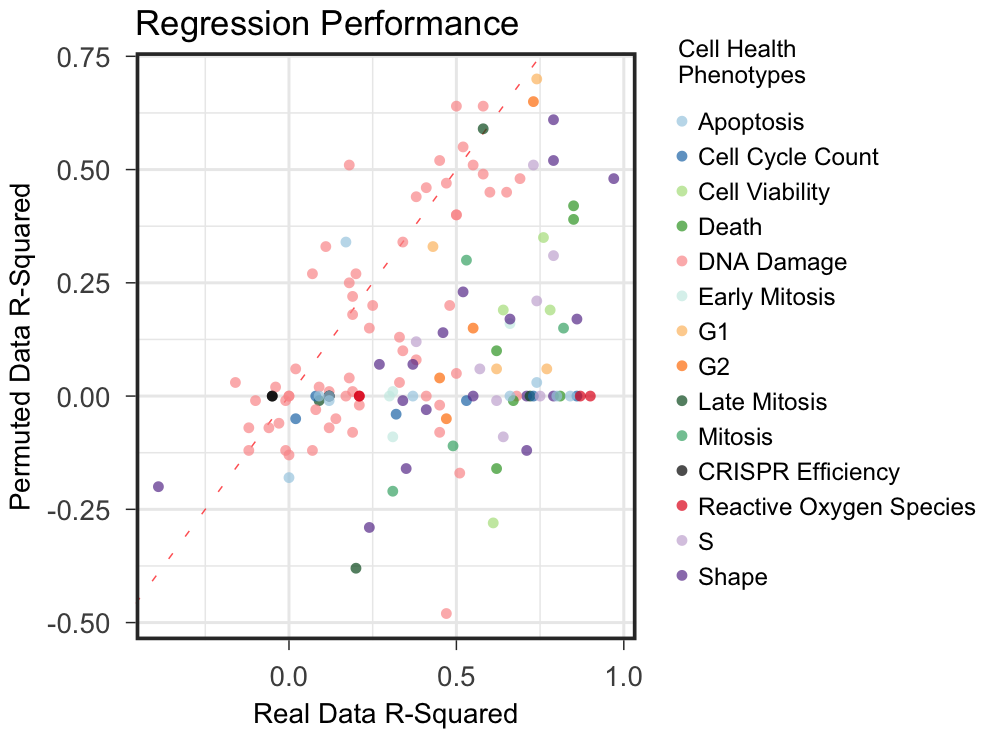 Regression Performance
Cell Health
Phenotypes
Apoptosis
Cell Cycle Count
Cell Viability
Death
DNA Damage
Early Mitosis
G1
G2
Late Mitosis
Mitosis
CRISPR Efficiency
Reactive Oxygen Species
S
Shape
Permuted Data R-Squared
0.75
0.50
0.25
0.00
-0.25
-0.50
0.0 0.5 1.0
Real Data R-Squared